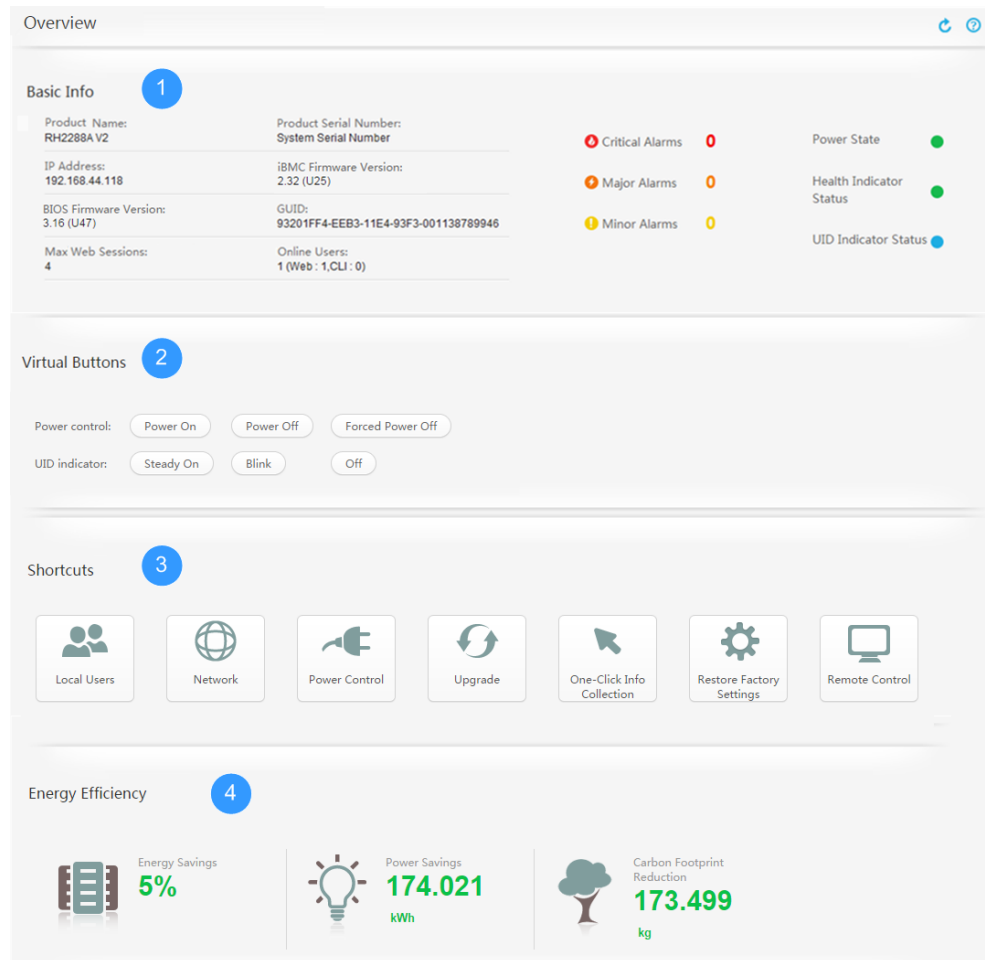 Overview
Basic Info
1
Product Name:
RH2288A V2
Product Serial Number:
System Serial Number
IP Address:
192.168.44.118
iBMC Firmware Version:
2.32 (U25)
BIOS Firmware Version:
3.16 (U47)
GUID:
93201FF4-EEB3-11E4-93F3-001138789946
Max Web Sessions:
4
Online Users:
1 (Web : 1,CLI : 0)
Critical Alarms 0
Major Alarms 0
Minor Alarms 0
Power State
Health Indicator
Status
UID Indicator Status
Virtual Buttons
2
Power control: Power On Power Off Forced Power Off
UID indicator: Steady On Blink Off
Shortcuts
3
Local Users
Network
Power Control
Upgrade
One-Click Info
Collection
Restore Factory
Settings
Remote Control
Energy Efficiency
4
Energy Savings
5%
Power Savings
174.021
kWh
Carbon Footprint
Reduction
173.499
kg